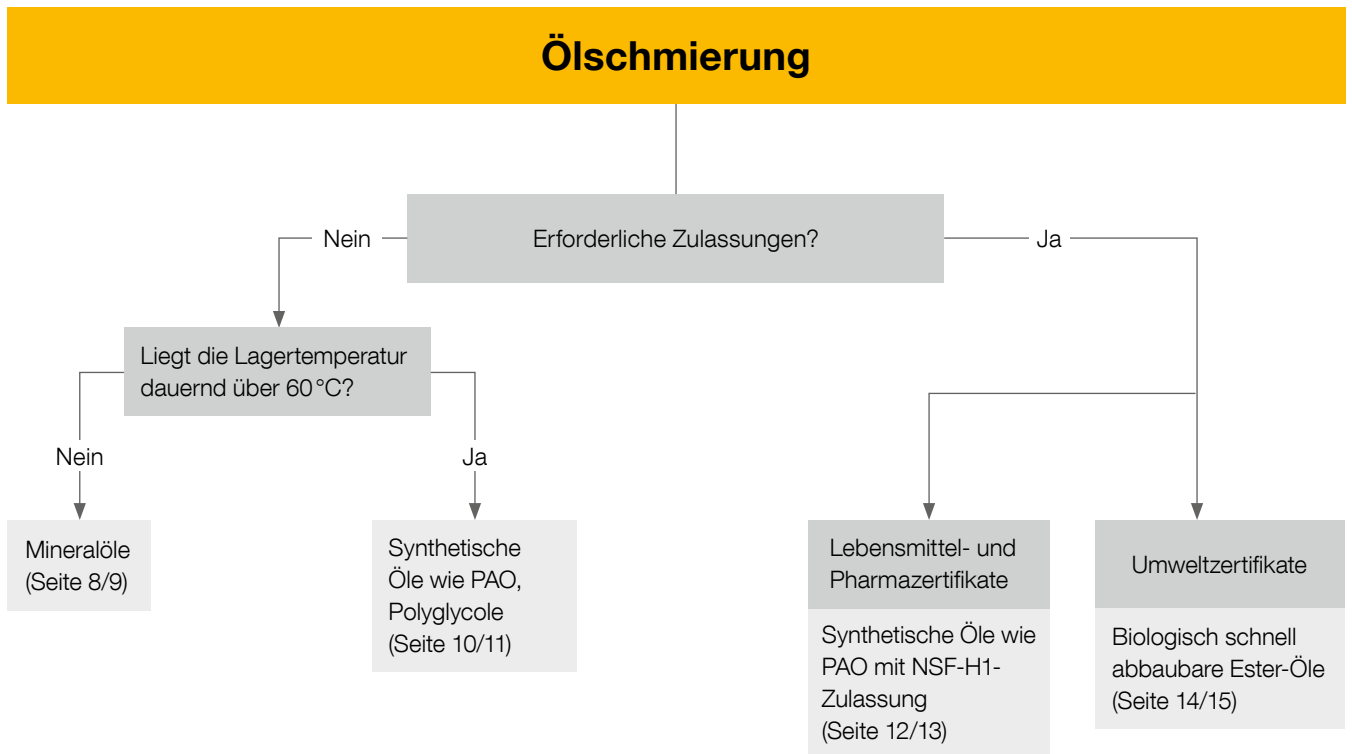 Ölschmierung
Erforderliche Zulassungen?
Nein
Ja
Liegt die Lagertemperatur
dauernd über 60 °C?
Nein
Ja
Mineralöle
(Seite 8/9)
Synthetische
Öle wie PAO,
Polyglycole
(Seite 10/11)
Lebensmittel- und
Pharmazertifikate
Synthetische Öle wie
PAO mit NSF-H1-
Zulassung
(Seite 12/13)
Umweltzertifikate
Biologisch schnell
abbaubare Ester-Öle
(Seite 14/15)